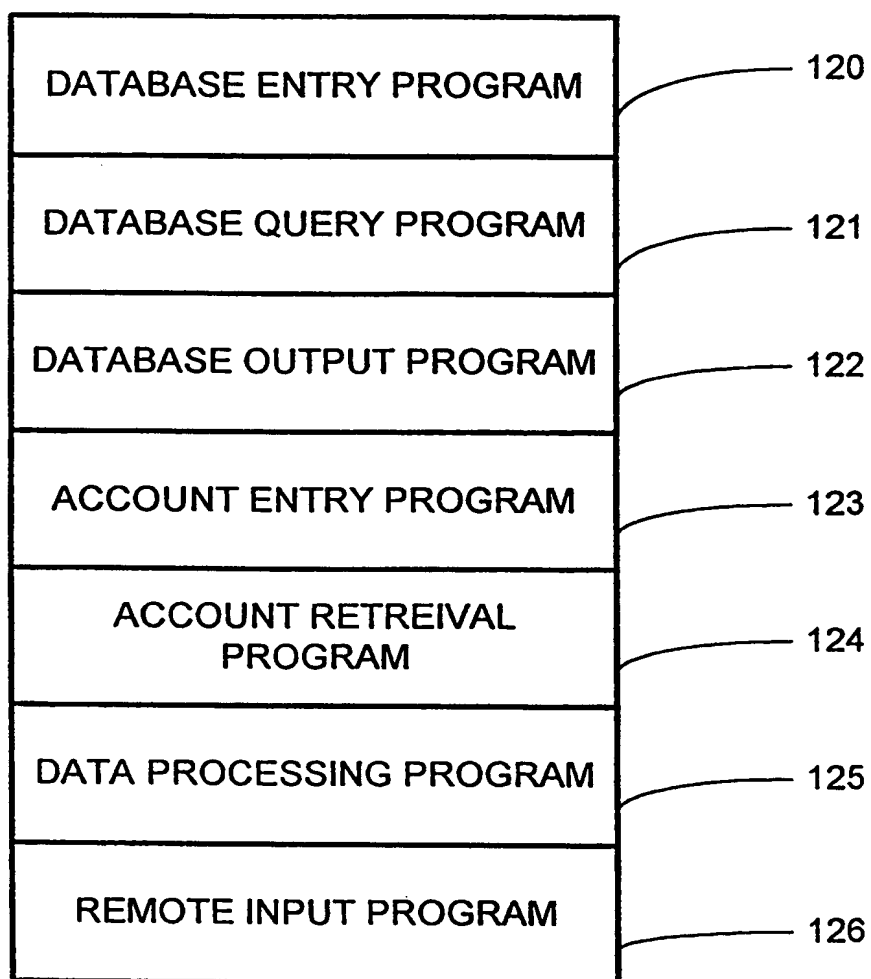 DATABASE ENTRY PROGRAM 120
DATABASE QUERY PROGRAM 121
DATABASE OUTPUT PROGRAM 122
ACCOUNT ENTRY PROGRAM 123
ACCOUNT RETREIVAL
PROGRAM 124
DATA PROCESSING PROGRAM 125
REMOTE INPUT PROGRAM 126